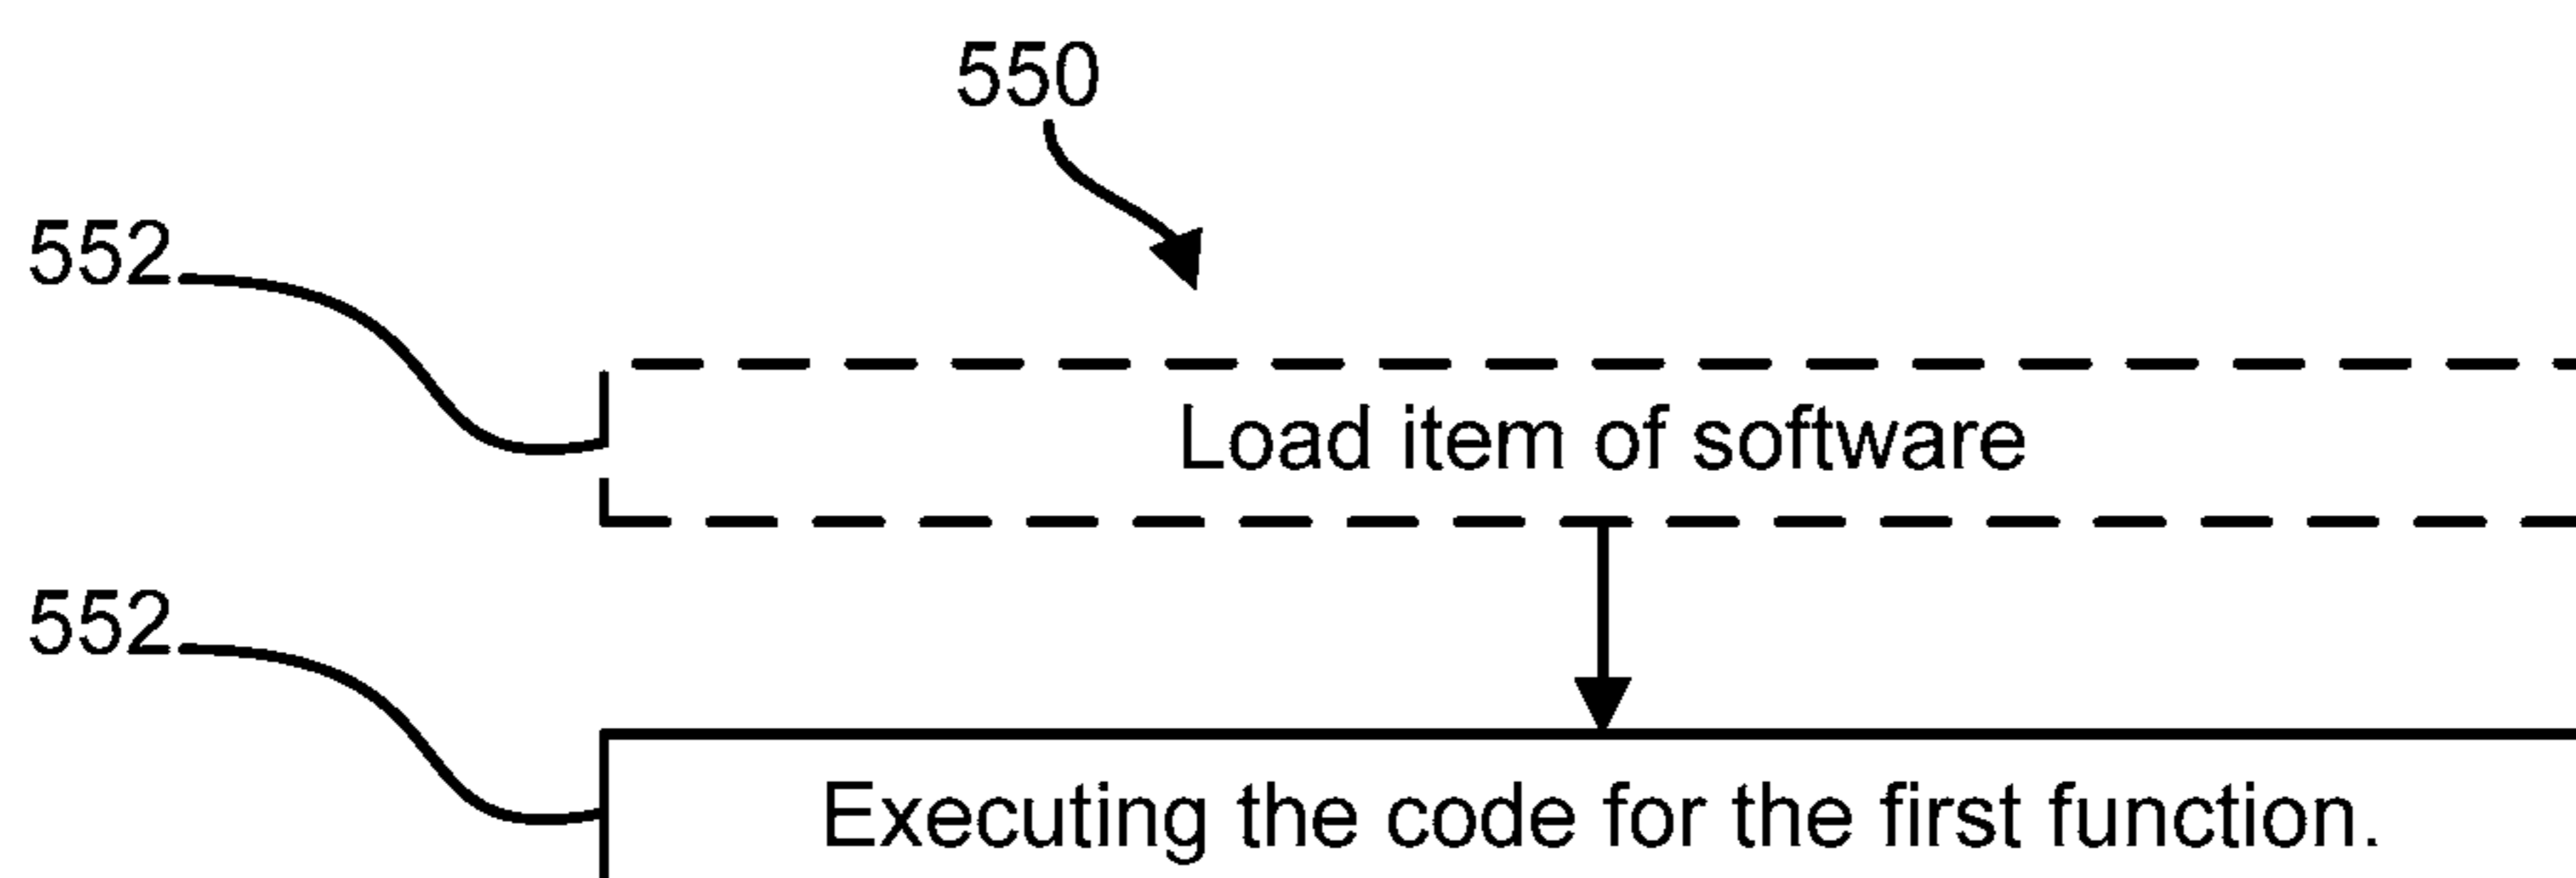 550
552
Load item of software
552
Executing the code for the first function.